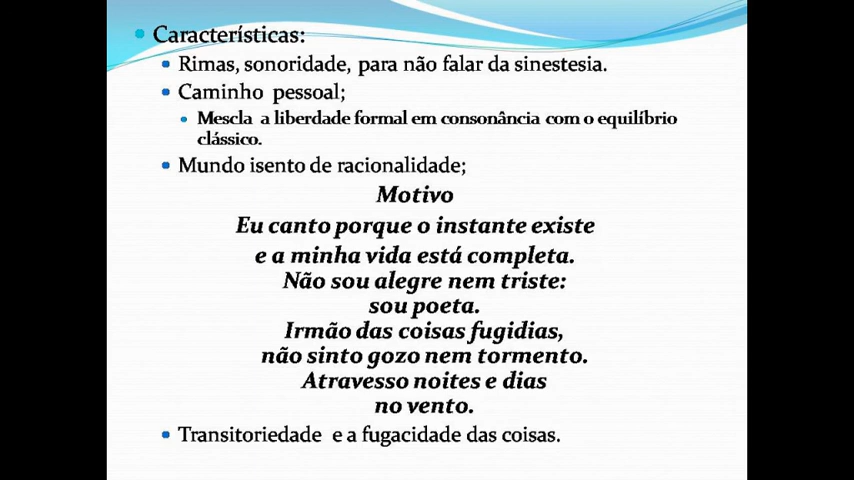 Características:
Rimas, sonoridade, para não falar da sinestesia.
Caminho pessoal;
Mescla a liberdade formal em consonância com o equilíbrio
clássico.
Mundo isento de racionalidade;
Motivo
Eu canto porque o instante existe
e a minha vida está completa.
Não sou alegre nem triste:
sou poeta.
Irmão das coisas fugidias,
não sinto gozo nem tormento.
Atravesso noites e dias
no vento.
Transitoriedade e a fugacidade das coisas.